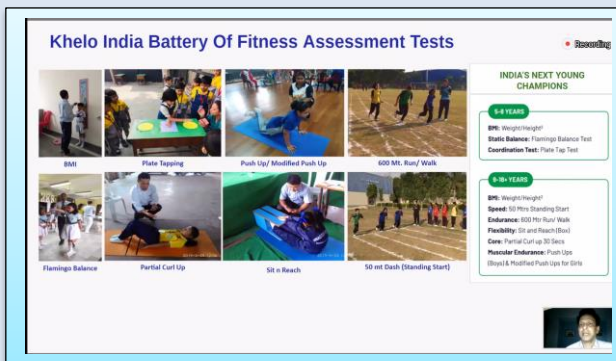 Khelo India Battery Of Fitness Assessment Tests
Recording
BMI
Plate Tapping
Push Up/ Modified Push Up
600 Mt. Run/ Walk
Flamingo Balance
Partial Curl Up
Sit n Reach
50 mt Dash (Standing Start)
INDIA'S NEXT YOUNG
CHAMPIONS
5-8 YEARS
BMI: Weight/Height²
Static Balance: Flamingo Balance Test
Coordination Test: Plate Tap Test
9-18+ YEARS
BMI: Weight/Height²
Speed: 50 Mtrs Standing Start
Endurance: 600 Mtr Run/ Walk
Flexibility: Sit and Reach (Box)
Core: Partial Curl up 30 Secs
Muscular Endurance: Push Ups
(Boys) & Modified Push Ups for Girls